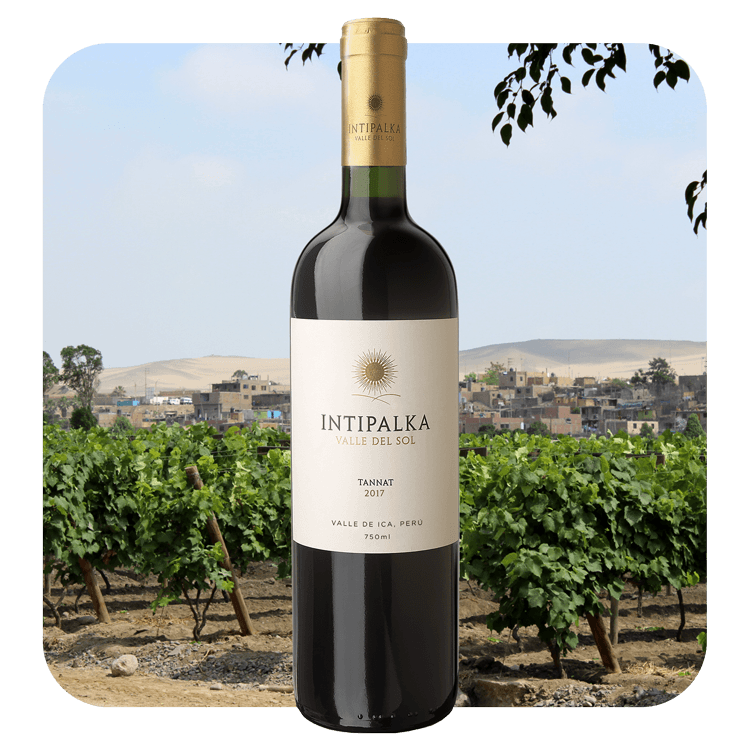 INTIPALKA
VALLE DEL SOL
INTIPALKA
VALLE DEL SOL
TANNAT
2017
VALLE DE ICA, PERÚ
750ml